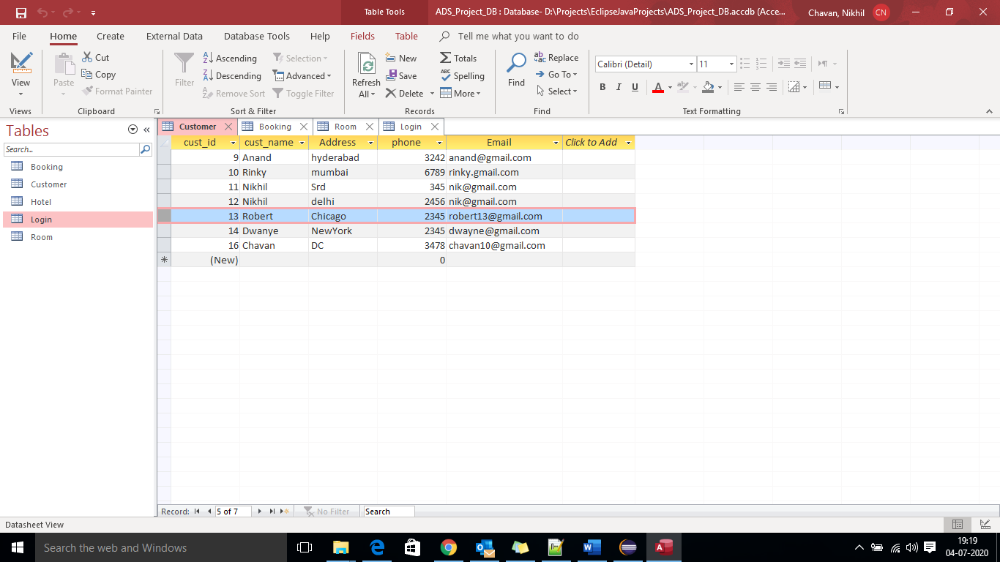 Table Tools
ADS_Project_DB : Database- D:\Projects\EclipseJavaProjects\ADS_Project_DB.accdb (Acce...
Chavan, Nikhil
CN
File Home Create External Data Database Tools Help Fields Table Tell me what you want to do
View
Views
Paste
Cut
Copy
Format Painter
Clipboard
Filter
Ascending
Descending
Remove Sort
Selection
Advanced
Toggle Filter
Sort & Filter
Refresh
All
New
Save
Delete
Totals
Spelling
More
Records
Find
Replace
Go To
Select
Find
Calibri (Detail) 11
B I U
Text Formatting
Tables
Search...
Booking
Customer
Hotel
Login
Room
Customer Booking Room Login
cust_id cust_name Address phone Email Click to Add
9 Anand hyderabad 3242 anand@gmail.com
10 Rinky mumbai 6789 rinky.gmail.com
11 Nikhil Srd 345 nik@gmail.com
12 Nikhil delhi 2456 nik@gmail.com
13 Robert Chicago 2345 robert13@gmail.com
14 Dwanye NewYork 2345 dwayne@gmail.com
16 Chavan DC 3478 chavan10@gmail.com
(New) 0
Record: 5 of 7 No Filter Search
Datasheet View
Search the web and Windows
19:19
04-07-2020